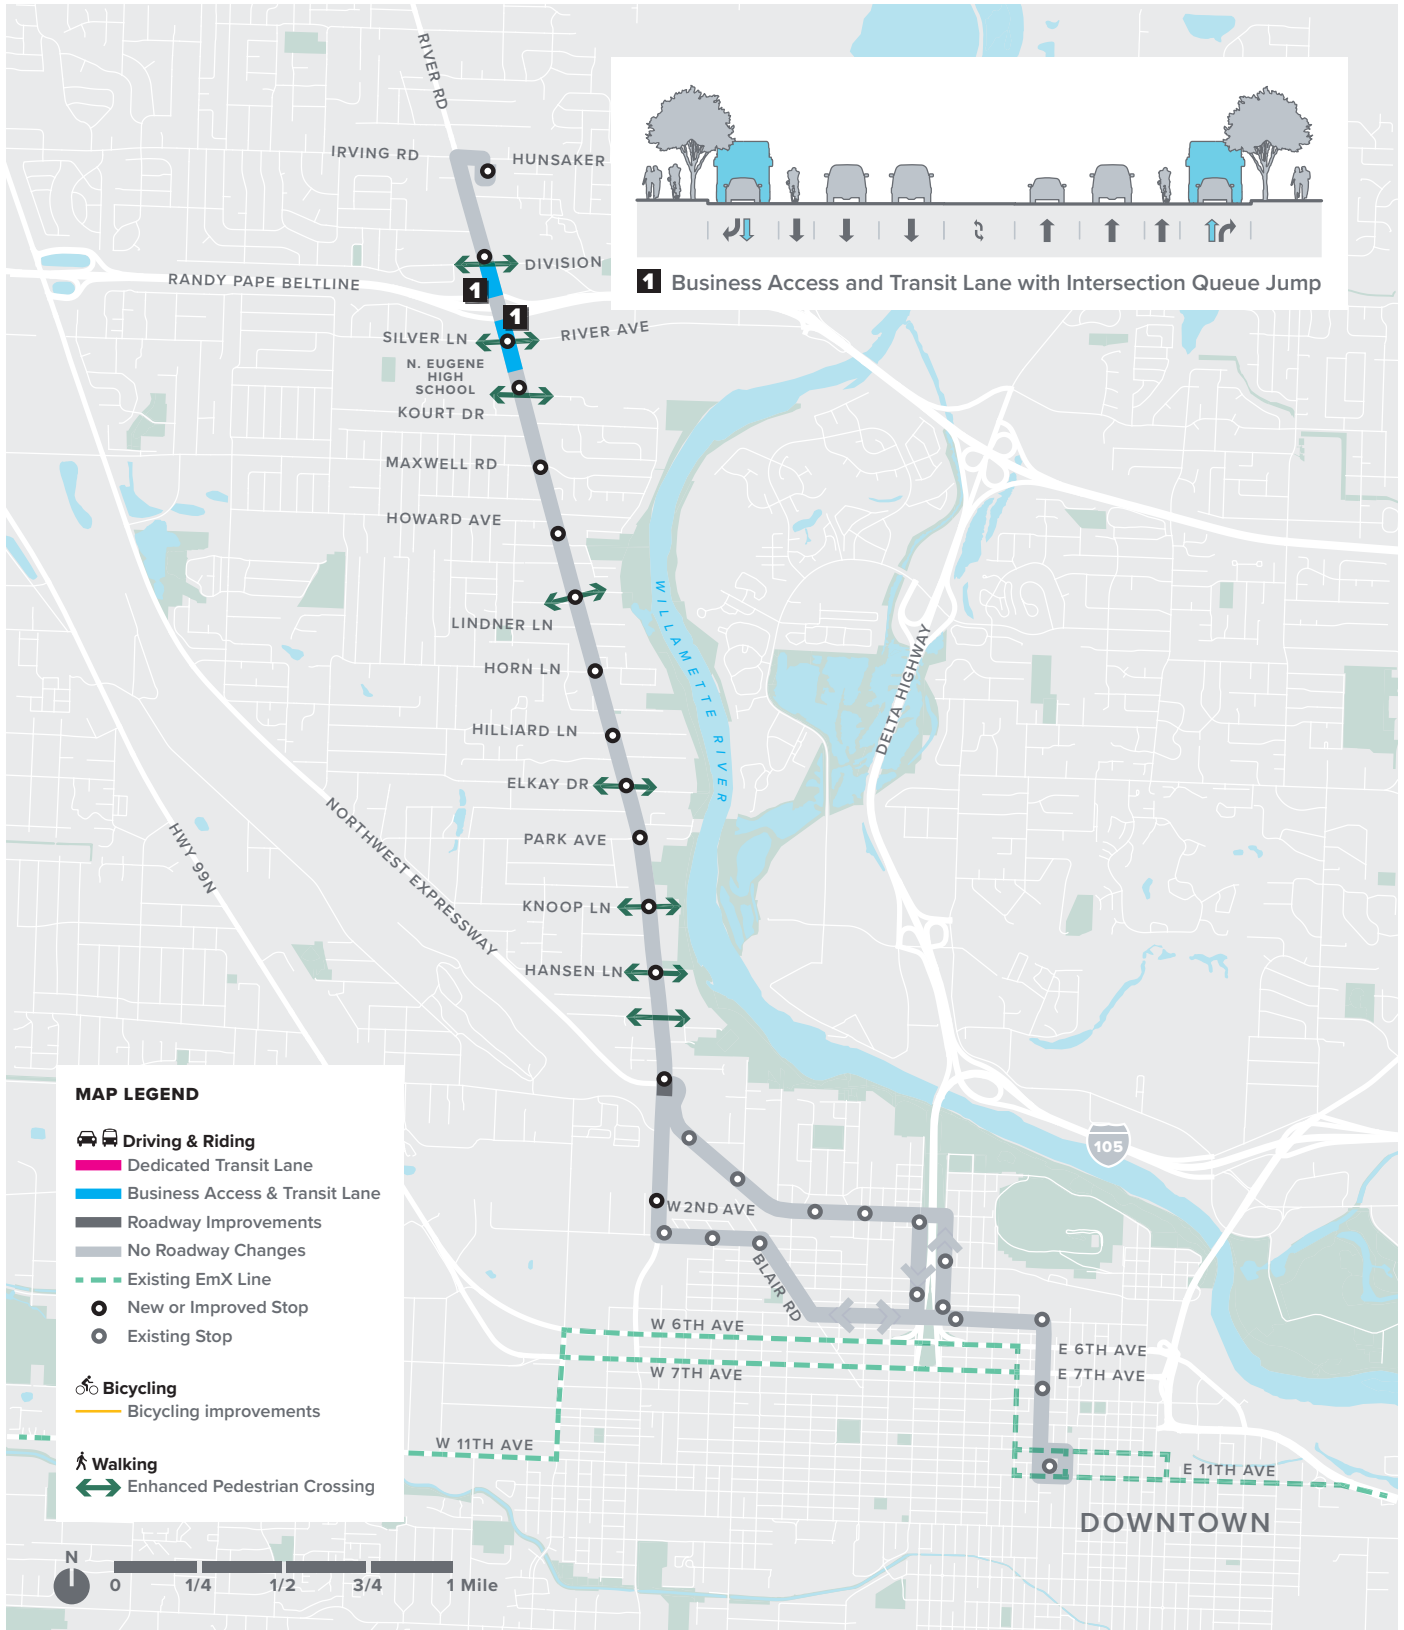 RIVER RD
IRVING RD
HUNSAKER
DIVISION
RANDY PAPE BELTLINE
1
1
SILVER LN
RIVER AVE
N. EUGENE
HIGH
SCHOOL
KOURT DR
1 Business Access and Transit Lane with Intersection Queue Jump
MAXWELL RD
HOWARD AVE
WILLAMETTE RIVER
LINDNER LN
HORN LN
DELTA HIGHWAY
HILLIARD LN
ELKAY DR
PARK AVE
HWY 99N
NORTHWEST EXPRESSWAY
KNOOP LN
HANSEN LN
105
W 2ND AVE
BLAIR RD
W 6TH AVE
W 7TH AVE
E 6TH AVE
E 7TH AVE
W 11TH AVE
E 11TH AVE
DOWNTOWN
MAP LEGEND
Driving & Riding
Dedicated Transit Lane
Business Access & Transit Lane
Roadway Improvements
No Roadway Changes
Existing EmX Line
New or Improved Stop
Existing Stop
Bicycling
Bicycling improvements
Walking
Enhanced Pedestrian Crossing
N
0 1/4 1/2 3/4 1 Mile